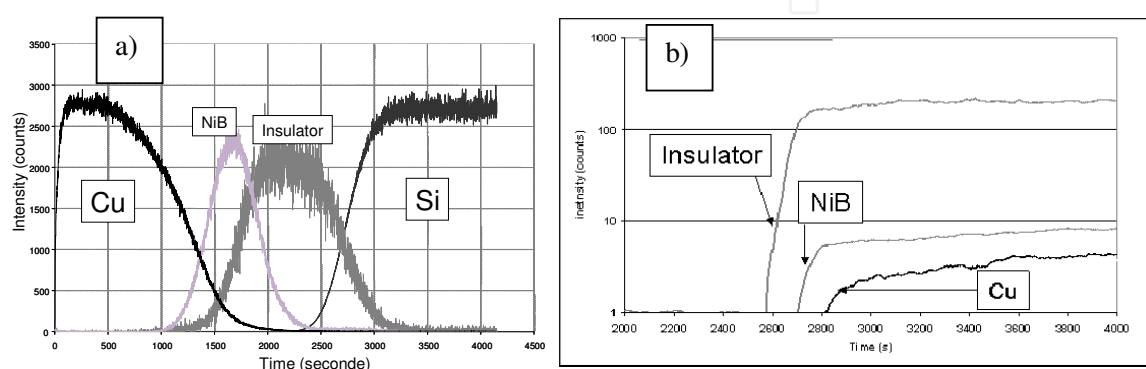 a)
3500
3000
2500
2000
1500
1000
500
0
Intensity (counts)
Cu
NiB
Insulator
Si
0 500 1000 1500 2000 2500 3000 3500 4000 4500
Time (seconde)
b)
1000
100
10
1
inetnsity (counts)
Insulator
NiB
Cu
2000 2200 2400 2600 2800 3000 3200 3400 3600 3800 4000
Time (s)